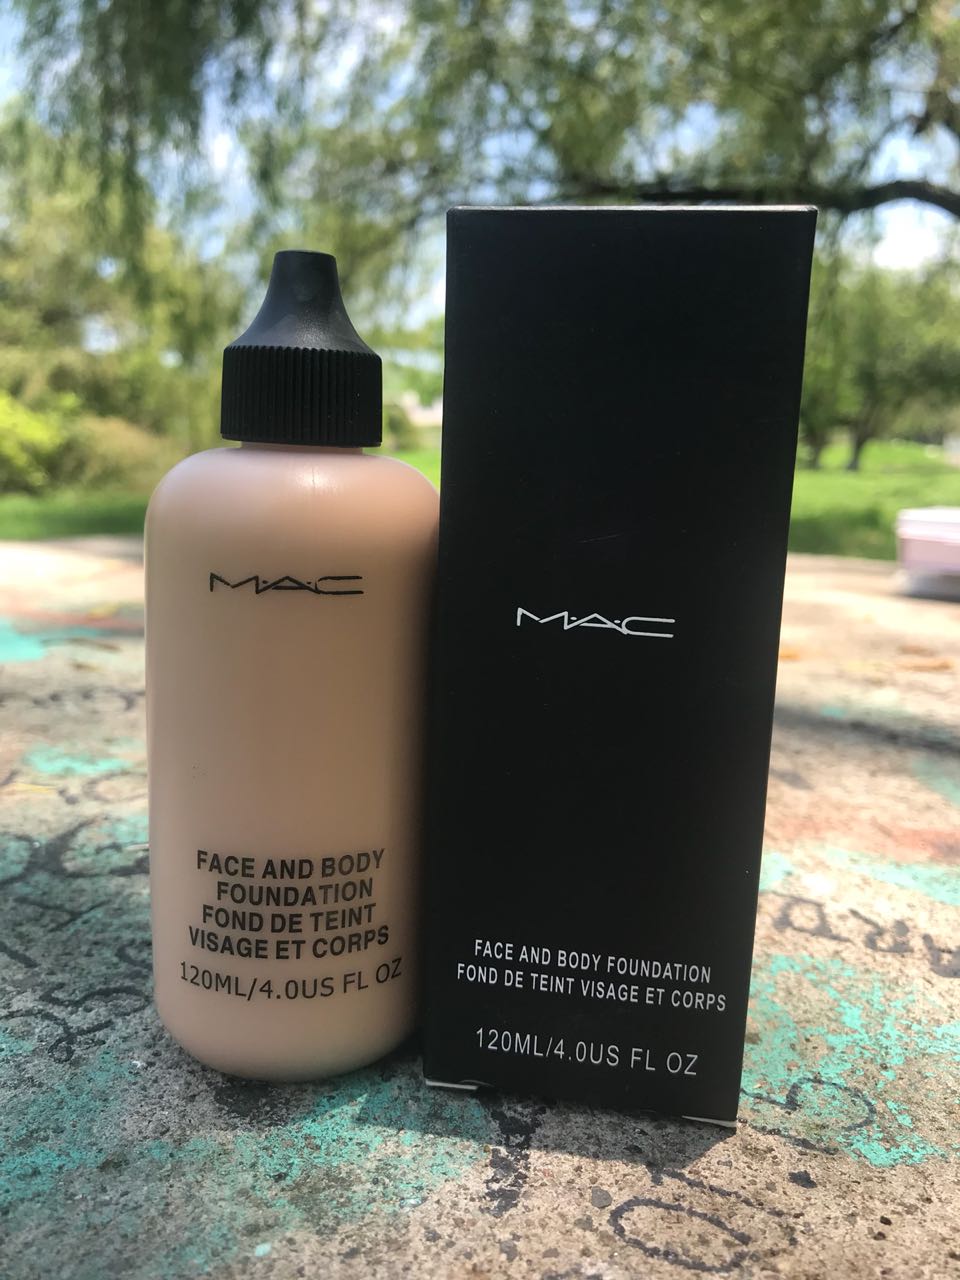 M·A·C
FACE AND BODY
FOUNDATION
FOND DE TEINT
VISAGE ET CORPS
120ML/4.0US FL OZ
M·A·C
FACE AND BODY FOUNDATION
FOND DE TEINT VISAGE ET CORPS
120ML/4.0US FL OZ